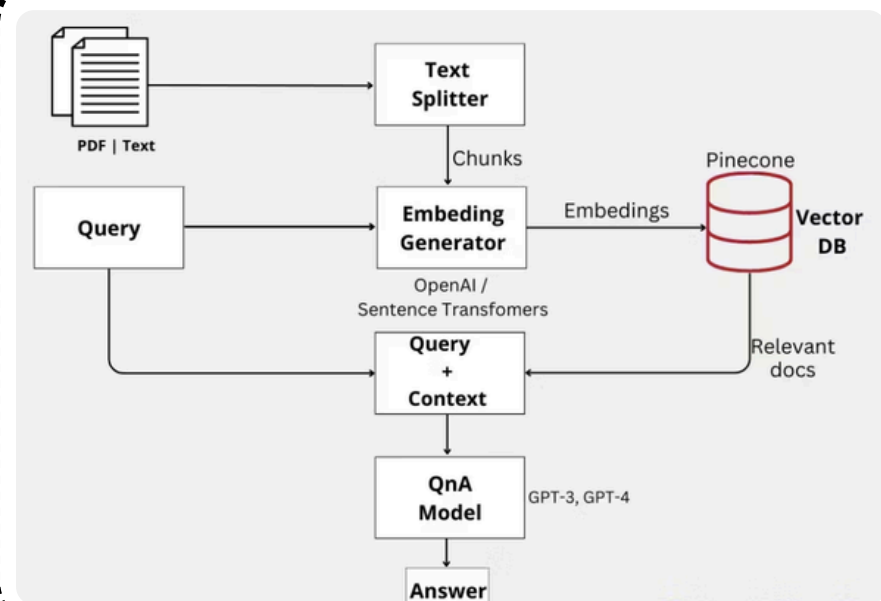 Text
Splitter
PDF | Text
Chunks
Pinecone
Query
Embeding
Generator
Embedings
Vector
DB
OpenAI /
Sentence Transfomers
Query
+
Context
Relevant
docs
QnA
Model
GPT-3, GPT-4
Answer